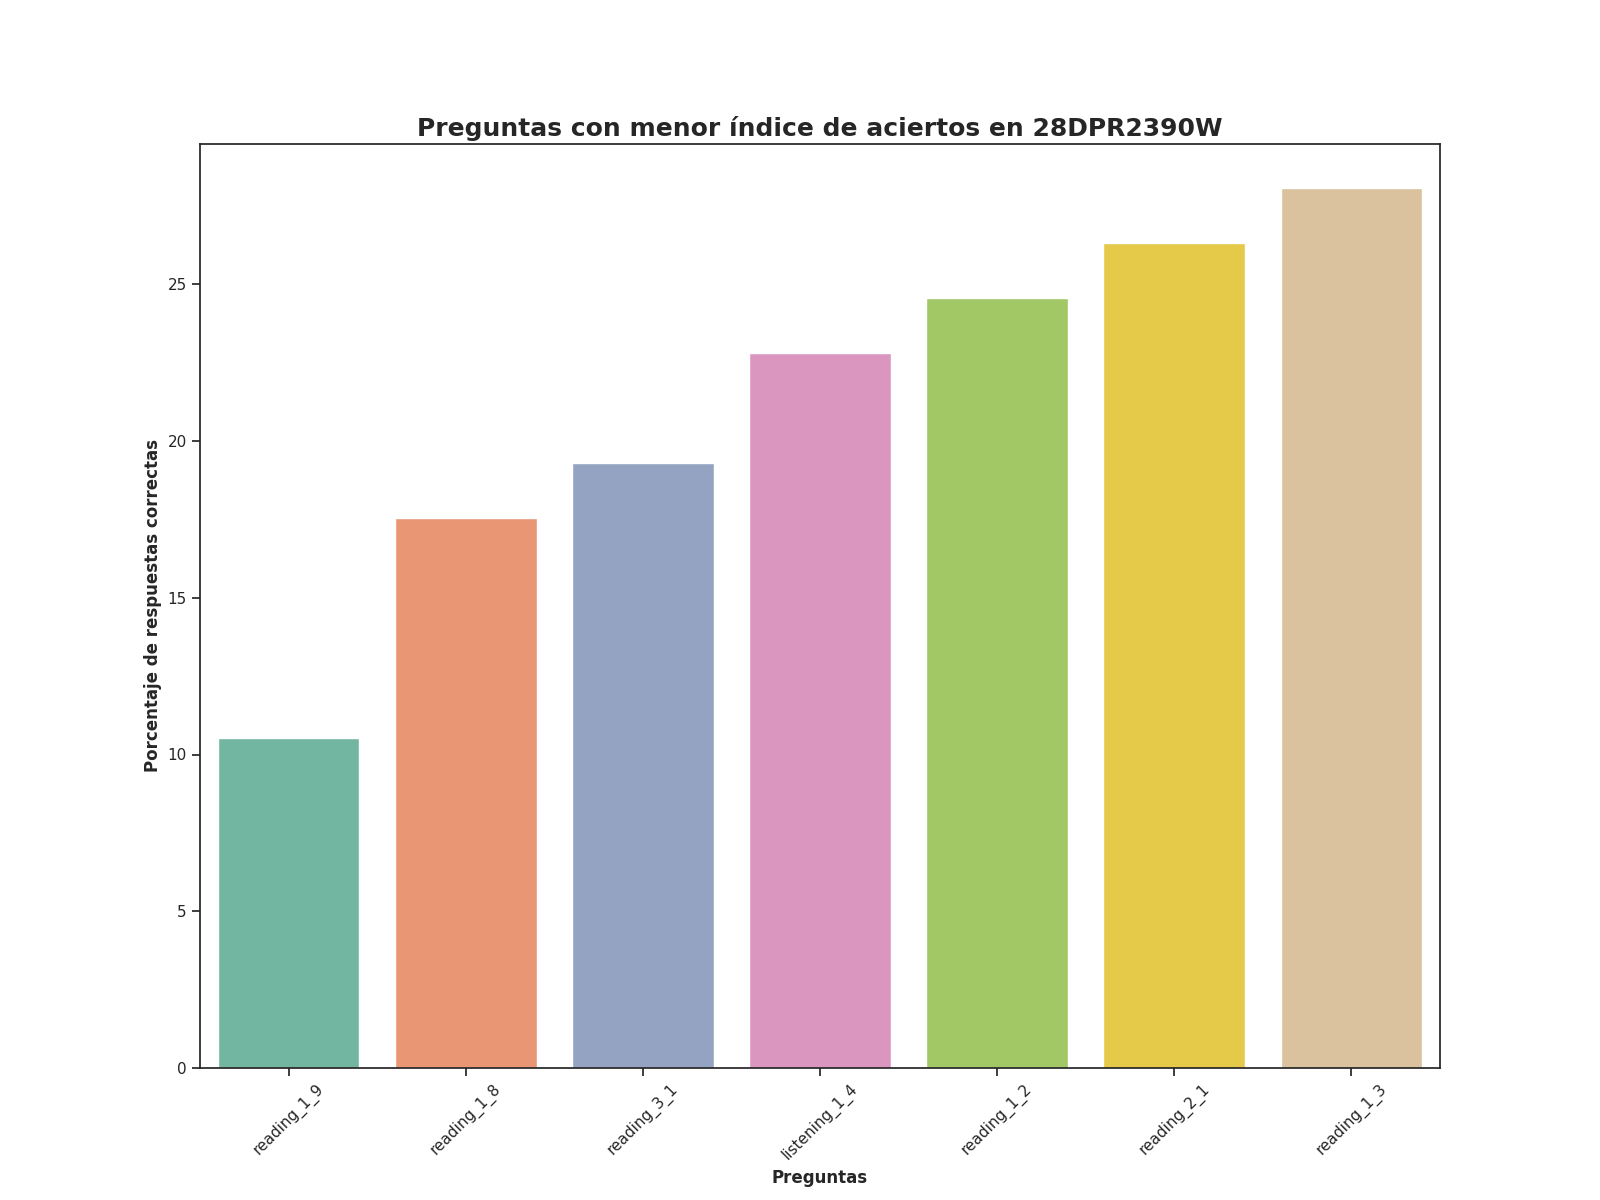 Preguntas con menor índice de aciertos en 28DPR2390W
Porcentaje de respuestas correctas
25
20
15
10
5
0
reading_1_9
reading_1_8
reading_3_1
listening_1_4
reading_1_2
reading_2_1
reading_1_3
Preguntas